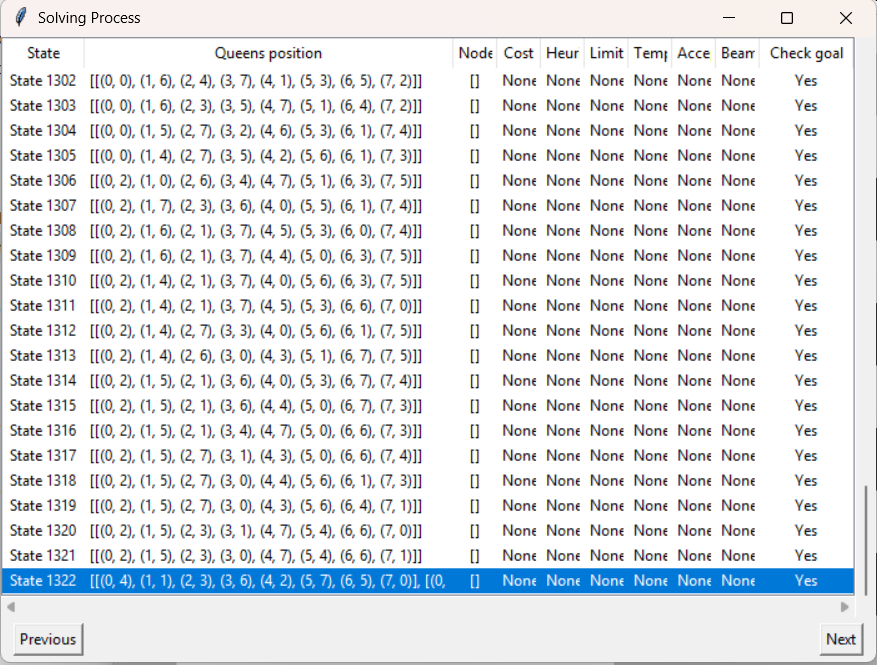 Solving Process
State Queens position Node Cost Heur Limit Temp Acce Beam Check goal
State 1302 [[(0, 0), (1, 6), (2, 4), (3, 7), (4, 1), (5, 3), (6, 5), (7, 2)]] [] None None None None None None Yes
State 1303 [[(0, 0), (1, 6), (2, 3), (3, 5), (4, 7), (5, 1), (6, 4), (7, 2)]] [] None None None None None None Yes
State 1304 [[(0, 0), (1, 5), (2, 7), (3, 2), (4, 6), (5, 3), (6, 1), (7, 4)]] [] None None None None None None Yes
State 1305 [[(0, 0), (1, 4), (2, 7), (3, 5), (4, 2), (5, 6), (6, 1), (7, 3)]] [] None None None None None None Yes
State 1306 [[(0, 2), (1, 0), (2, 6), (3, 4), (4, 7), (5, 1), (6, 3), (7, 5)]] [] None None None None None None Yes
State 1307 [[(0, 2), (1, 7), (2, 3), (3, 6), (4, 0), (5, 5), (6, 1), (7, 4)]] [] None None None None None None Yes
State 1308 [[(0, 2), (1, 6), (2, 1), (3, 7), (4, 5), (5, 3), (6, 0), (7, 4)]] [] None None None None None None Yes
State 1309 [[(0, 2), (1, 6), (2, 1), (3, 7), (4, 4), (5, 0), (6, 3), (7, 5)]] [] None None None None None None Yes
State 1310 [[(0, 2), (1, 4), (2, 1), (3, 7), (4, 0), (5, 6), (6, 3), (7, 5)]] [] None None None None None None Yes
State 1311 [[(0, 2), (1, 4), (2, 1), (3, 7), (4, 5), (5, 3), (6, 6), (7, 0)]] [] None None None None None None Yes
State 1312 [[(0, 2), (1, 4), (2, 7), (3, 3), (4, 0), (5, 6), (6, 1), (7, 5)]] [] None None None None None None Yes
State 1313 [[(0, 2), (1, 4), (2, 6), (3, 0), (4, 3), (5, 1), (6, 7), (7, 5)]] [] None None None None None None Yes
State 1314 [[(0, 2), (1, 5), (2, 1), (3, 6), (4, 0), (5, 3), (6, 7), (7, 4)]] [] None None None None None None Yes
State 1315 [[(0, 2), (1, 5), (2, 1), (3, 6), (4, 4), (5, 0), (6, 7), (7, 3)]] [] None None None None None None Yes
State 1316 [[(0, 2), (1, 5), (2, 1), (3, 4), (4, 7), (5, 0), (6, 6), (7, 3)]] [] None None None None None None Yes
State 1317 [[(0, 2), (1, 5), (2, 7), (3, 1), (4, 3), (5, 0), (6, 6), (7, 4)]] [] None None None None None None Yes
State 1318 [[(0, 2), (1, 5), (2, 7), (3, 0), (4, 4), (5, 6), (6, 1), (7, 3)]] [] None None None None None None Yes
State 1319 [[(0, 2), (1, 5), (2, 7), (3, 0), (4, 3), (5, 6), (6, 4), (7, 1)]] [] None None None None None None Yes
State 1320 [[(0, 2), (1, 5), (2, 3), (3, 1), (4, 7), (5, 4), (6, 6), (7, 0)]] [] None None None None None None Yes
State 1321 [[(0, 2), (1, 5), (2, 3), (3, 0), (4, 7), (5, 4), (6, 6), (7, 1)]] [] None None None None None None Yes
State 1322 [[(0, 4), (1, 1), (2, 3), (3, 6), (4, 2), (5, 7), (6, 5), (7, 0)], [(0, [] None None None None None None Yes
Previous Next